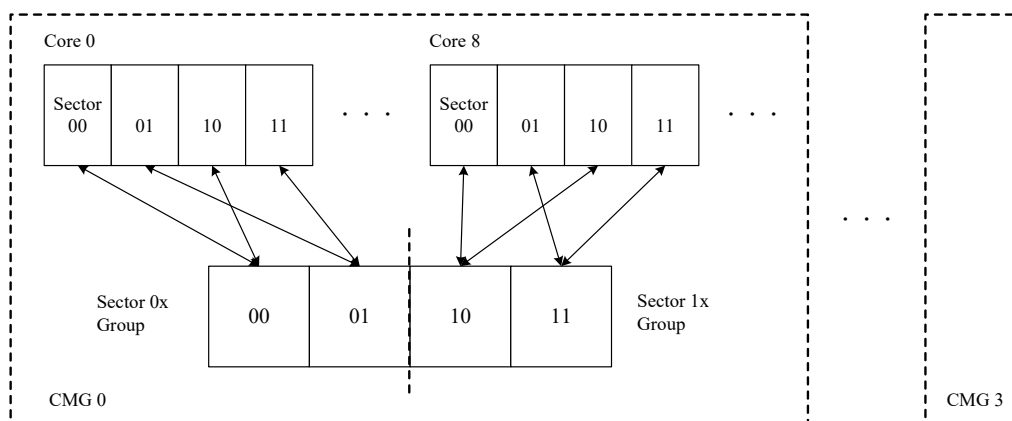 Core 0
Core 8
Sector
00
01
10
11
. . .
Sector
00
01
10
11
. . .
. . .
Sector 0x
Group
00
01
10
11
Sector 1x
Group
CMG 0
CMG 3